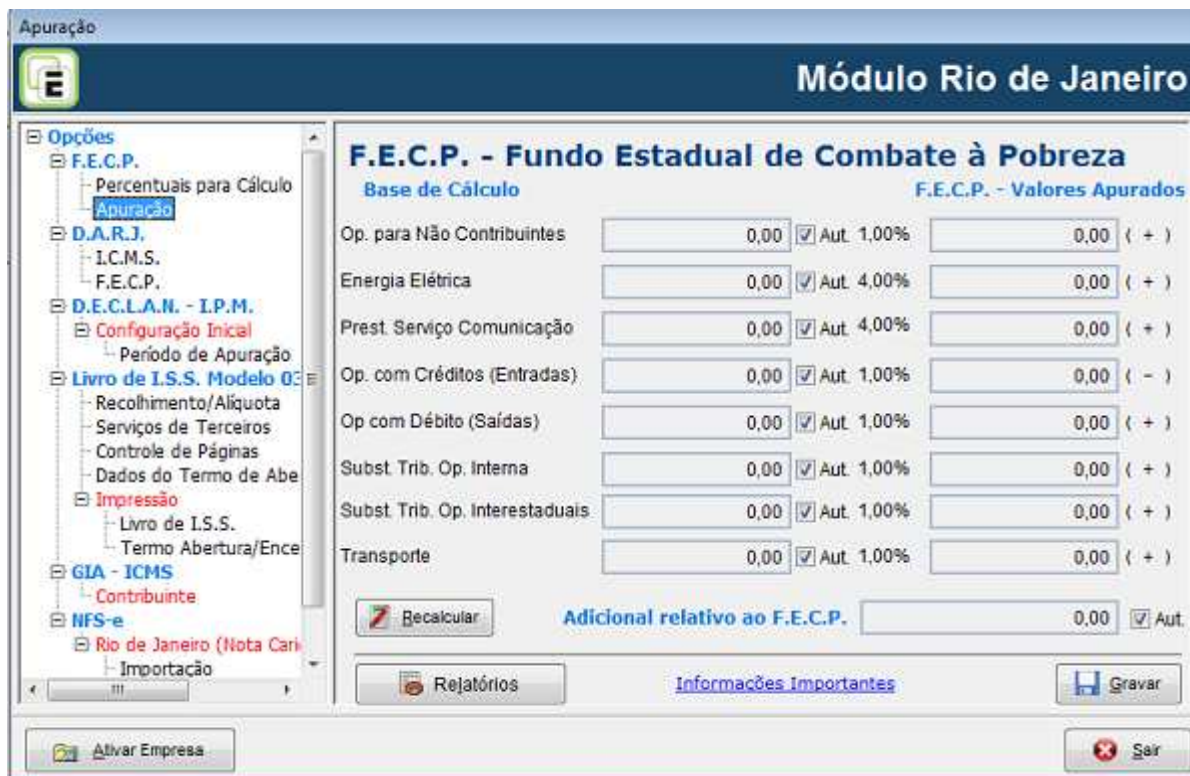 Apuração
E
Módulo Rio de Janeiro
Opções
F.E.C.P.
Percentuais para Cálculo
Apuração
D.A.R.J.
I.C.M.S.
F.E.C.P.
D.E.C.L.A.N. - I.P.M.
Configuração Inicial
Período de Apuração
Livro de I.S.S. Modelo 03
Recolhimento/Alíquota
Serviços de Terceiros
Controle de Páginas
Dados do Termo de Abe
Impressão
Livro de I.S.S.
Termo Abertura/Ence
GIA - ICMS
Contribuinte
NFS-e
Rio de Janeiro (Nota Cari
Importação
F.E.C.P. - Fundo Estadual de Combate à Pobreza
Base de Cálculo F.E.C.P. - Valores Apurados
Op. para Não Contribuintes 0,00 Aut. 1,00% 0,00 ( + )
Energia Elétrica 0,00 Aut. 4,00% 0,00 ( + )
Prest. Serviço Comunicação 0,00 Aut. 4,00% 0,00 ( + )
Op. com Créditos (Entradas) 0,00 Aut. 1,00% 0,00 ( - )
Op com Débito (Saídas) 0,00 Aut. 1,00% 0,00 ( + )
Subst. Trib. Op. Interna 0,00 Aut. 1,00% 0,00 ( + )
Subst. Trib. Op. Interestaduais 0,00 Aut. 1,00% 0,00 ( + )
Transporte 0,00 Aut. 1,00% 0,00 ( + )
Recalcular Adicional relativo ao F.E.C.P. 0,00 Aut.
Relatórios Informações Importantes Gravar
Ativar Empresa Sair